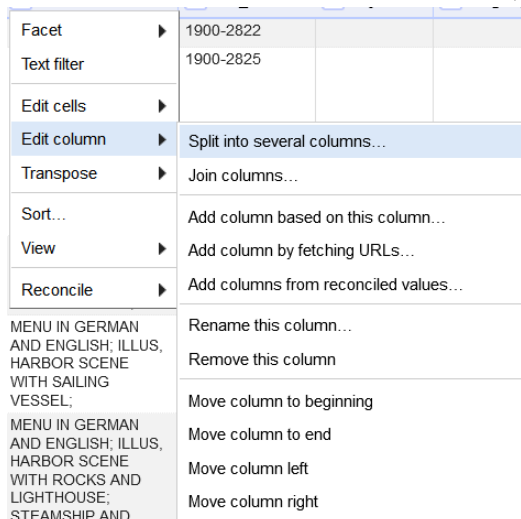 Facet
Text filter
Edit cells
Edit column
Transpose
Sort…
View
Reconcile
1900-2822
1900-2825
Split into several columns…
Join columns…
Add column based on this column…
Add column by fetching URLs…
Add columns from reconciled values…
Rename this column…
Remove this column
Move column to beginning
Move column to end
Move column left
Move column right
MENU IN GERMAN
AND ENGLISH; ILLUS,
HARBOR SCENE
WITH SAILING
VESSEL;
MENU IN GERMAN
AND ENGLISH; ILLUS,
HARBOR SCENE
WITH ROCKS AND
LIGHTHOUSE;
STEAMSHIP AND